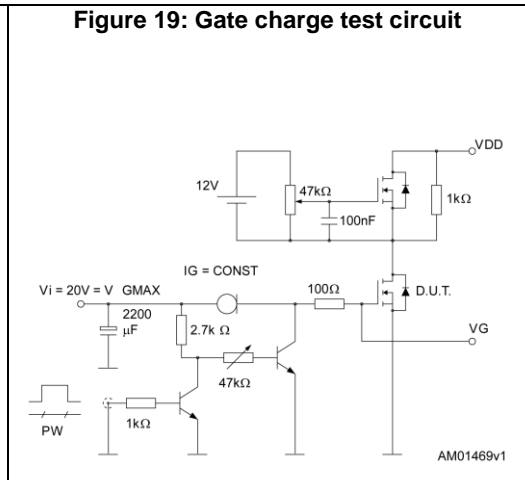 Figure 19: Gate charge test circuit
VDD
12V
47kΩ
1kΩ
100nF
IG = CONST
Vi = 20V = V GMAX
100Ω
D.U.T.
2200
μF
2.7k Ω
VG
47kΩ
1kΩ
PW
AM01469v1